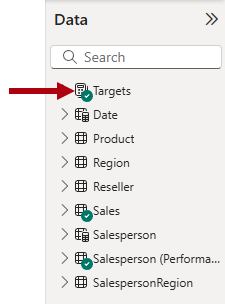 Data
Search
Targets
Date
Product
Region
Reseller
Sales
Salesperson
Salesperson (Performa...
SalespersonRegion